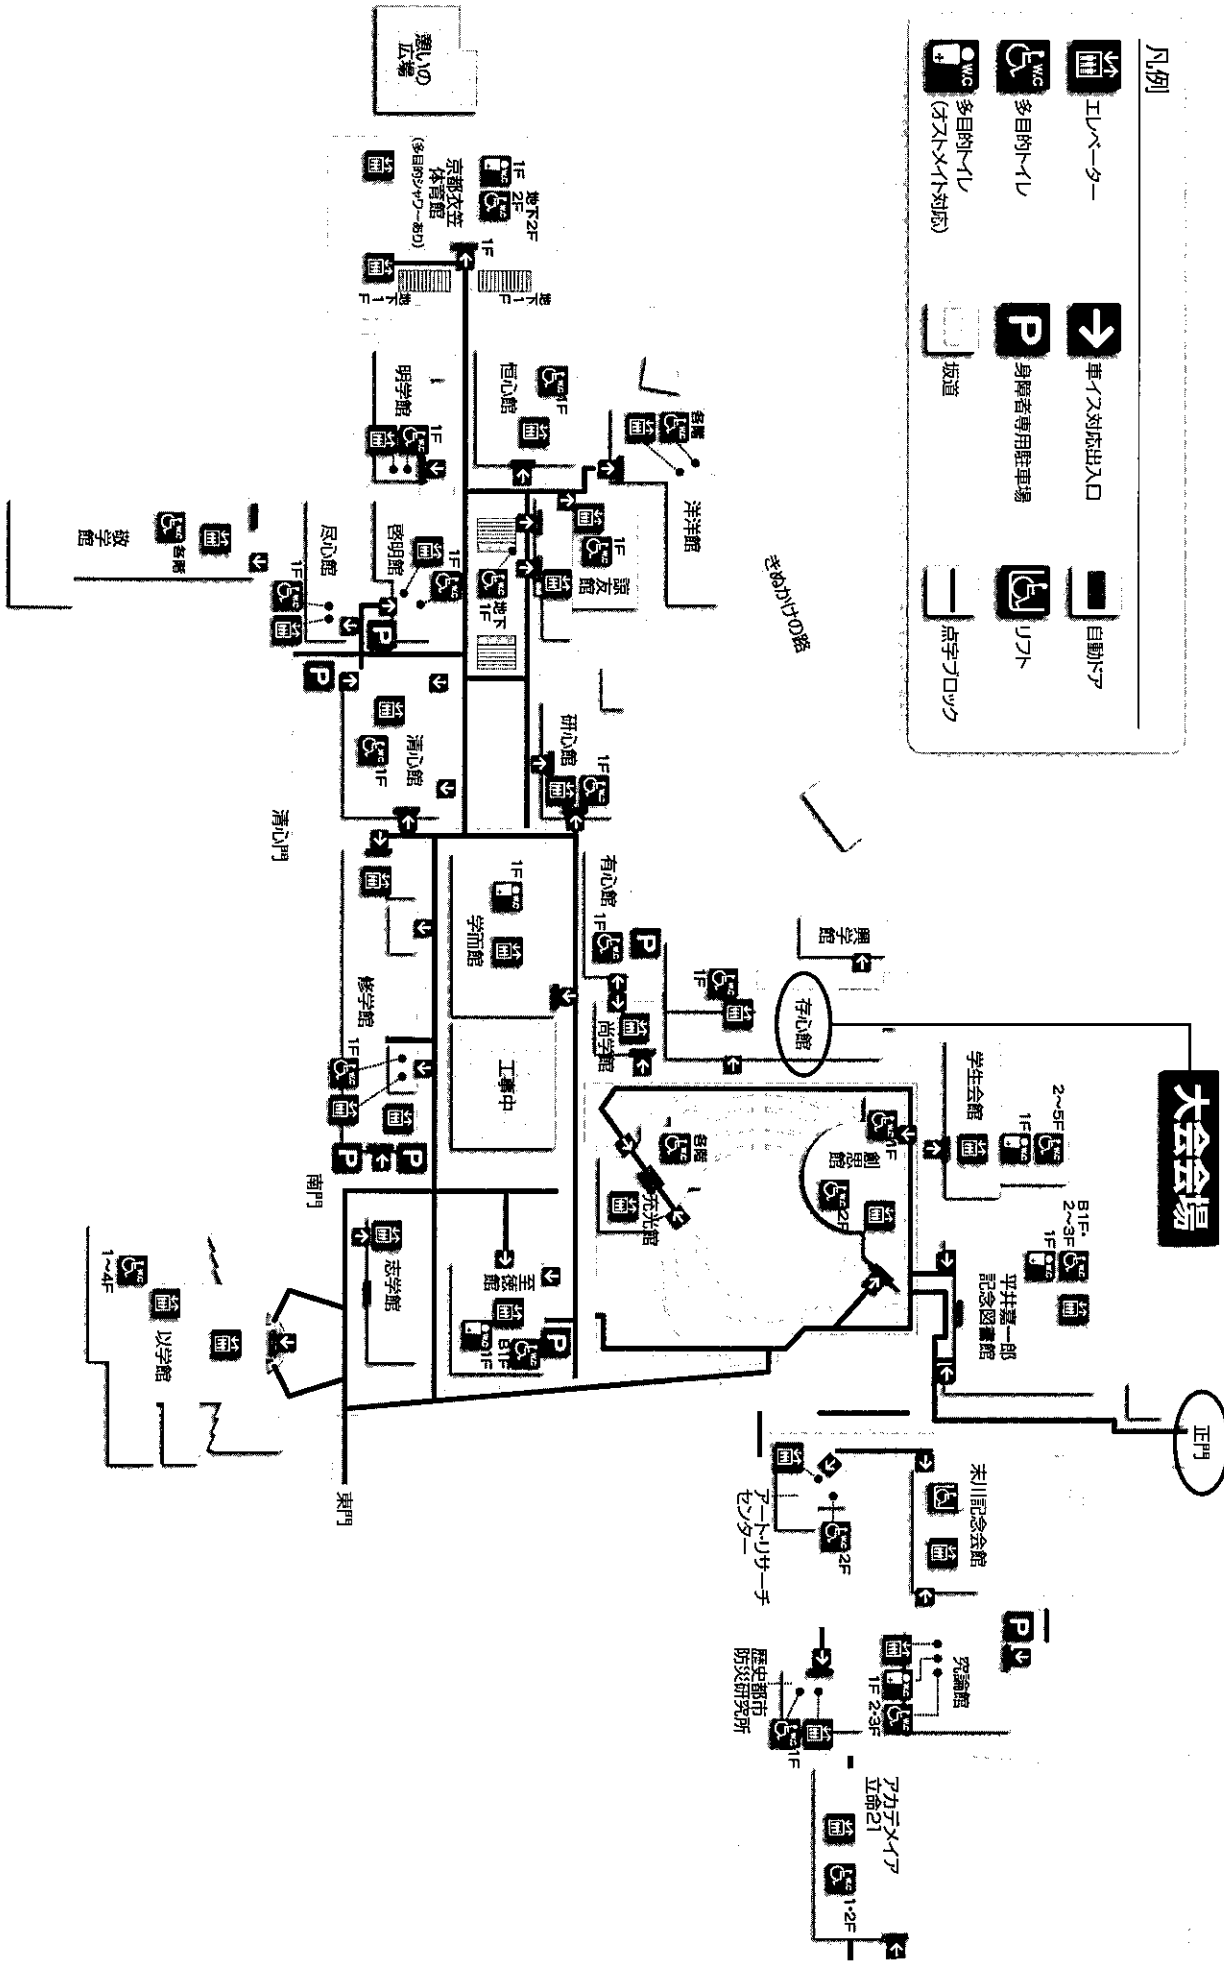 凡例
エレベーター
多目的トイレ
多目的トイレ
(オストメイト対応)
車イス対応出入口
身障者専用駐車場
坂道
自動ドア
リフト
点字ブロック
大会会場
正門
きぬかけの路
憩いの
広場
京都衣笠
体育館
(多目的シャワーあり)
1F
地下2F
2F
1F
地下1F
地下1F
恒心館
1F
明学館
1F
洋洋館
各階
諒友館
1F
地下
1F
啓明館
1F
尽心館
1F
敬学館
各階
清心館
1F
清心門
研心館
1F
有心館
1F
学而館
1F
工事中
修学館
1F
南門
尚学館
存心館
1F
興学館
学生会館
2~5F
1F
B1F・
2~3F
1F
平井嘉一郎
記念図書館
創思館
1F
2F
充光館
各階
至徳館
1F
B1F
志学館
以学館
1~4F
東門
末川記念会館
アート・リサーチ
センター
2F
究論館
1F
2・3F
歴史都市
防災研究所
1F
アカデメイア
立命21
1・2F
P
P
P
P
P
P
P
P